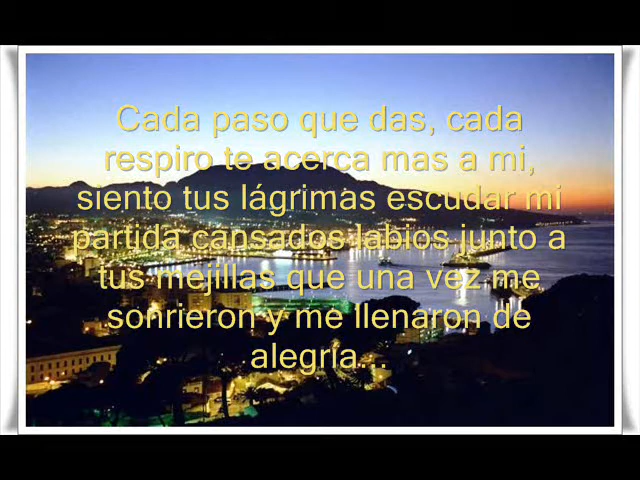 Cada paso que das, cada
respiro te acerca mas a mi,
siento tus lágrimas escudar mi
partida cansados labios junto a
tus mejillas que una vez me
sonrieron y me llenaron de
alegria...